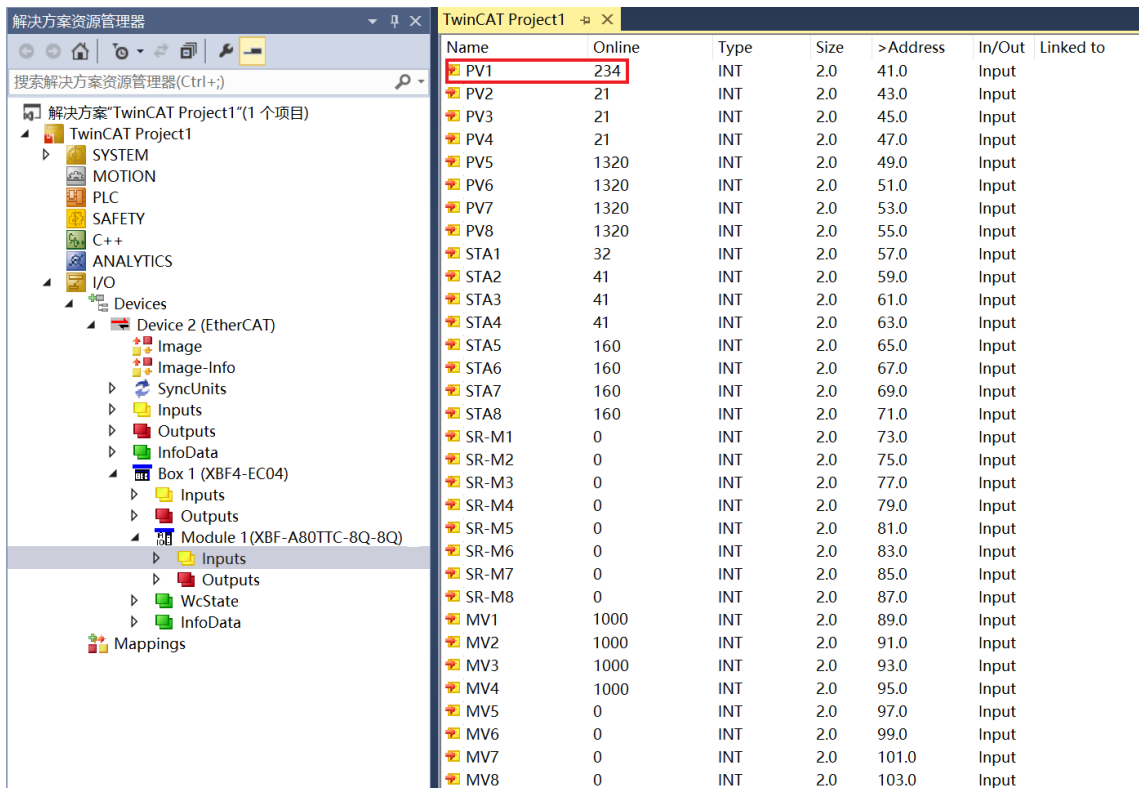 解决方案资源管理器
搜索解决方案资源管理器(Ctrl+;)
解决方案"TwinCAT Project1"(1 个项目)
TwinCAT Project1
SYSTEM
MOTION
PLC
SAFETY
C++
ANALYTICS
I/O
Devices
Device 2 (EtherCAT)
Image
Image-Info
SyncUnits
Inputs
Outputs
InfoData
Box 1 (XBF4-EC04)
Inputs
Outputs
Module 1(XBF-A80TTC-8Q-8Q)
Inputs
Outputs
WcState
InfoData
Mappings
TwinCAT Project1
Name Online Type Size >Address In/Out Linked to
PV1 234 INT 2.0 41.0 Input
PV2 21 INT 2.0 43.0 Input
PV3 21 INT 2.0 45.0 Input
PV4 21 INT 2.0 47.0 Input
PV5 1320 INT 2.0 49.0 Input
PV6 1320 INT 2.0 51.0 Input
PV7 1320 INT 2.0 53.0 Input
PV8 1320 INT 2.0 55.0 Input
STA1 32 INT 2.0 57.0 Input
STA2 41 INT 2.0 59.0 Input
STA3 41 INT 2.0 61.0 Input
STA4 41 INT 2.0 63.0 Input
STA5 160 INT 2.0 65.0 Input
STA6 160 INT 2.0 67.0 Input
STA7 160 INT 2.0 69.0 Input
STA8 160 INT 2.0 71.0 Input
SR-M1 0 INT 2.0 73.0 Input
SR-M2 0 INT 2.0 75.0 Input
SR-M3 0 INT 2.0 77.0 Input
SR-M4 0 INT 2.0 79.0 Input
SR-M5 0 INT 2.0 81.0 Input
SR-M6 0 INT 2.0 83.0 Input
SR-M7 0 INT 2.0 85.0 Input
SR-M8 0 INT 2.0 87.0 Input
MV1 1000 INT 2.0 89.0 Input
MV2 1000 INT 2.0 91.0 Input
MV3 1000 INT 2.0 93.0 Input
MV4 1000 INT 2.0 95.0 Input
MV5 0 INT 2.0 97.0 Input
MV6 0 INT 2.0 99.0 Input
MV7 0 INT 2.0 101.0 Input
MV8 0 INT 2.0 103.0 Input